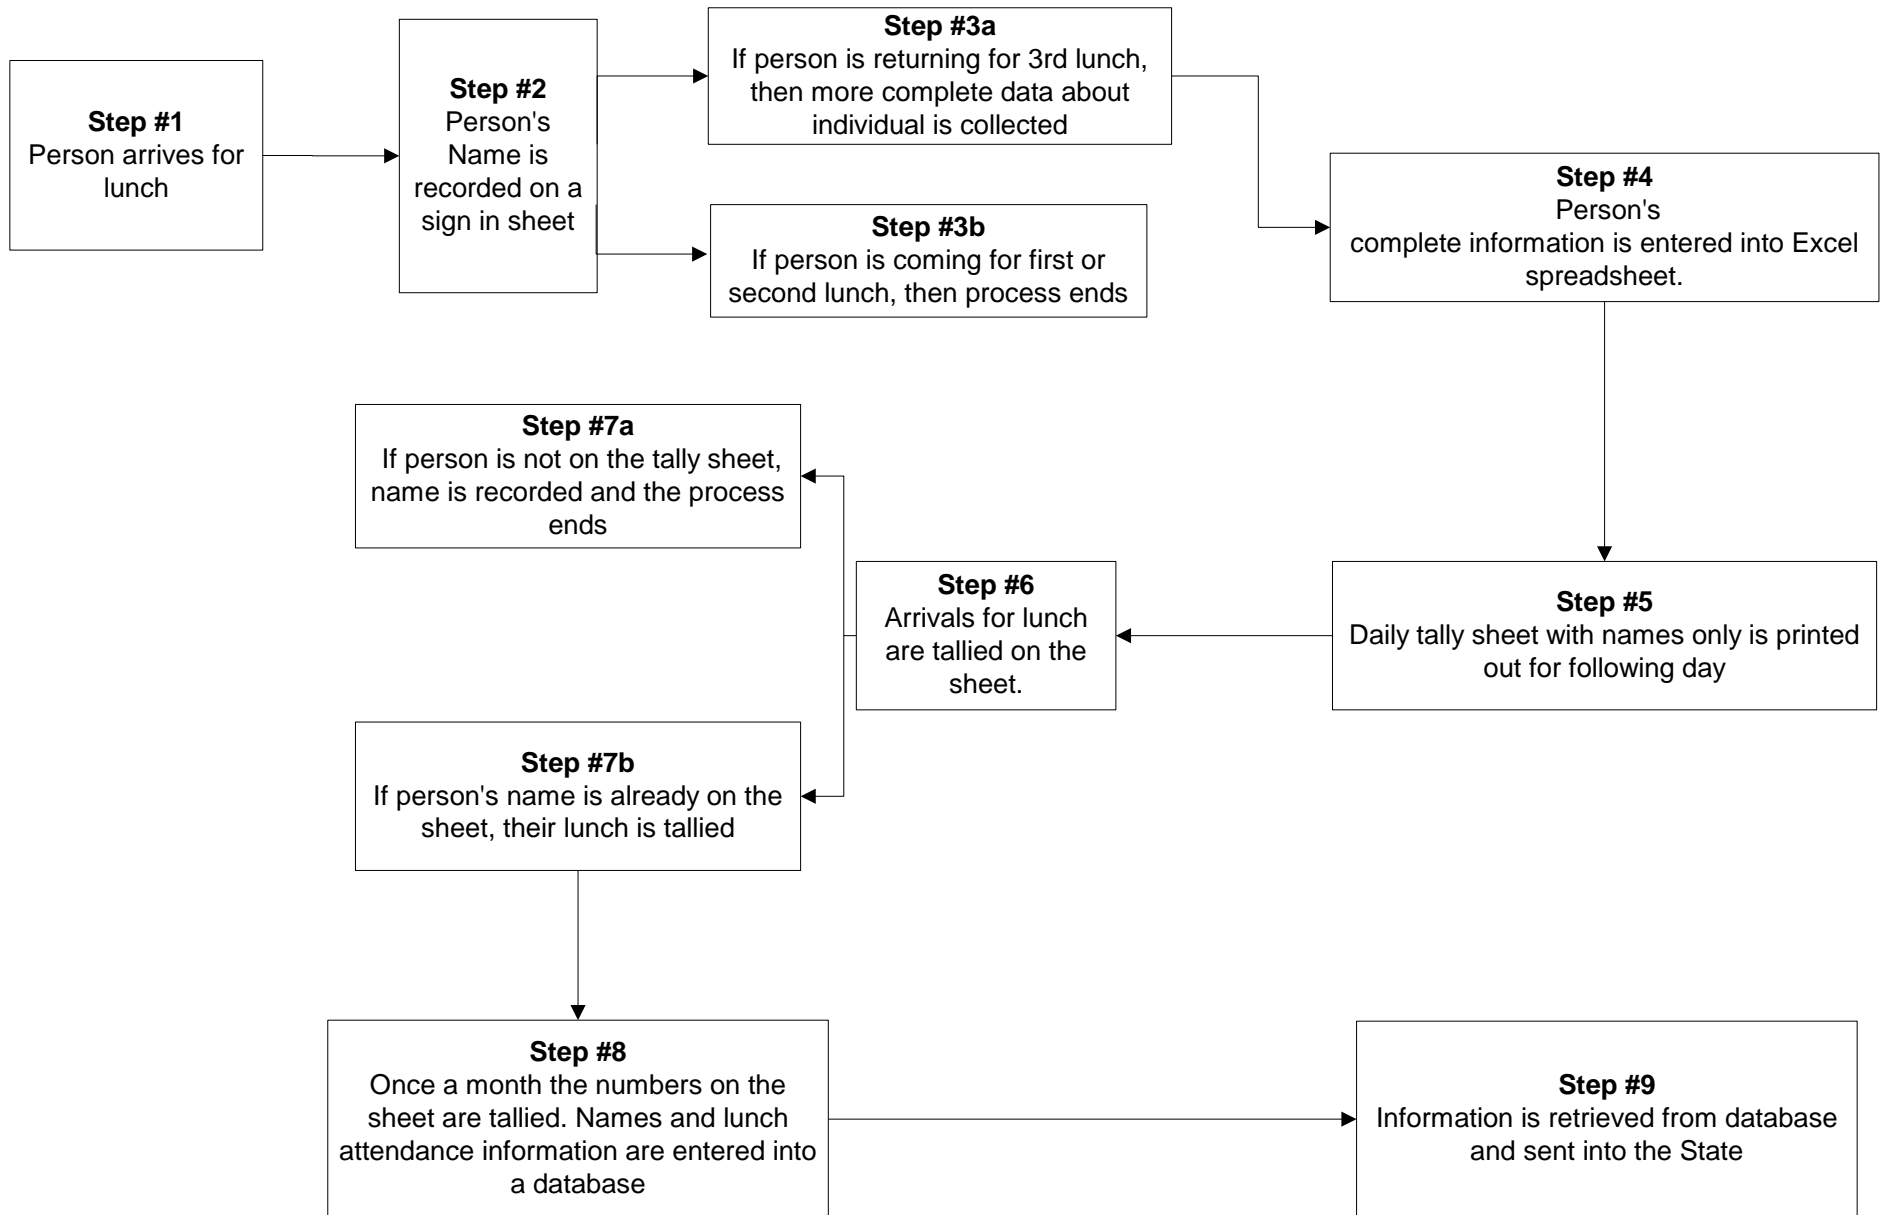 Step #1
Person arrives for
lunch
Step #2
Person's
Name is
recorded on a
sign in sheet
Step #3a
If person is returning for 3rd lunch,
then more complete data about
individual is collected
Step #3b
If person is coming for first or
second lunch, then process ends
Step #4
Person's
complete information is entered into Excel
spreadsheet.
Step #5
Daily tally sheet with names only is printed
out for following day
Step #6
Arrivals for lunch
are tallied on the
sheet.
Step #7a
If person is not on the tally sheet,
name is recorded and the process
ends
Step #7b
If person's name is already on the
sheet, their lunch is tallied
Step #8
Once a month the numbers on the
sheet are tallied. Names and lunch
attendance information are entered into
a database
Step #9
Information is retrieved from database
and sent into the State